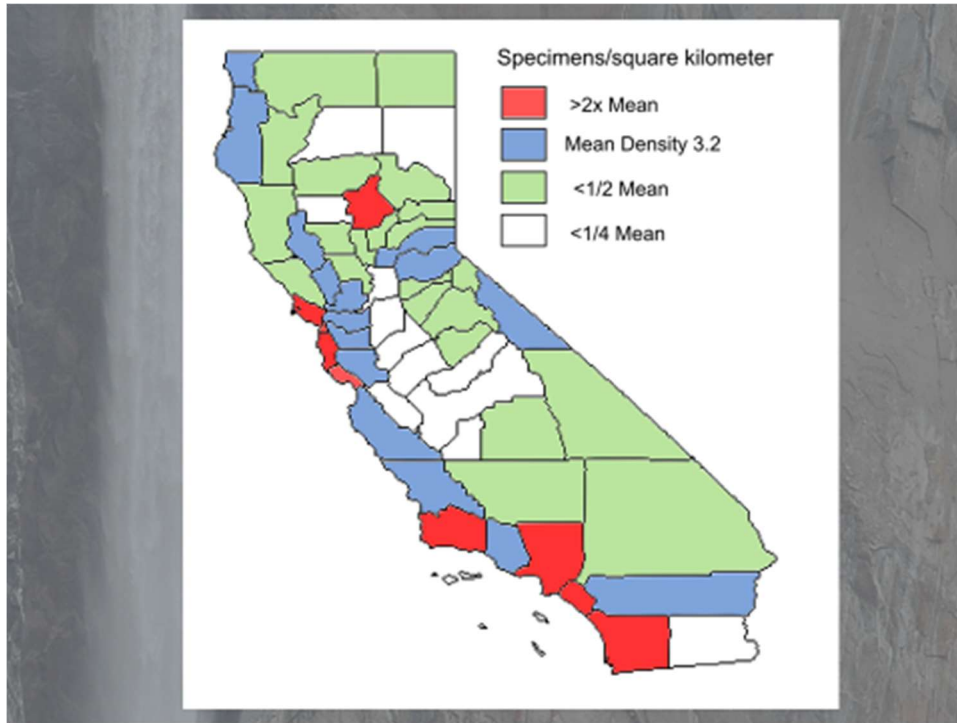 Specimens/square kilometer
>2x Mean
Mean Density 3.2
<1/2 Mean
<1/4 Mean